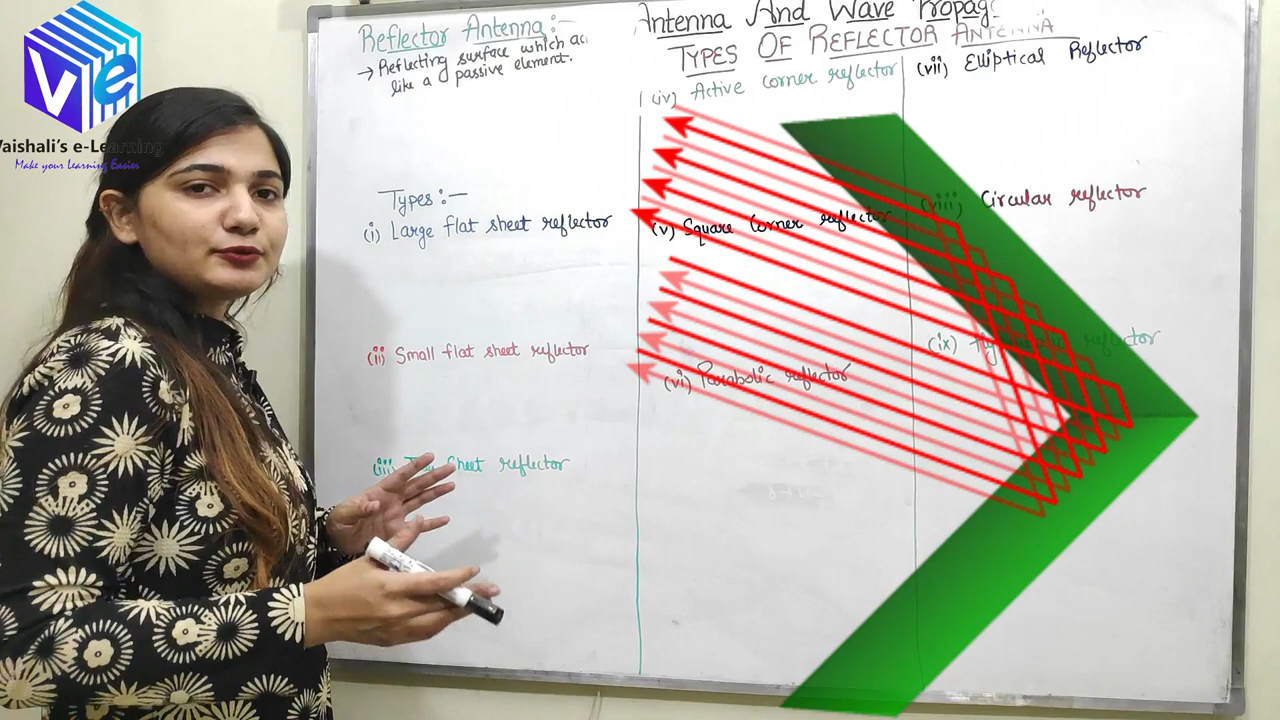 Ve
Vaishali's e-Learning
Make your Learning Easier
Antenna And Wave Propag
TYPES OF REFLECTOR ANTENNA
Reflector Antenna:-
→ Reflecting surface which ac
like a passive element.
Types:-
(i) Large flat sheet reflector
(ii) Small flat sheet reflector
(iii) Sheet reflector
(iv) Active corner reflector
(v) Square Corner reflector
(vi) Parabolic reflector
(vii) Elliptical Reflector
(viii) Circular reflector
(ix) reflector